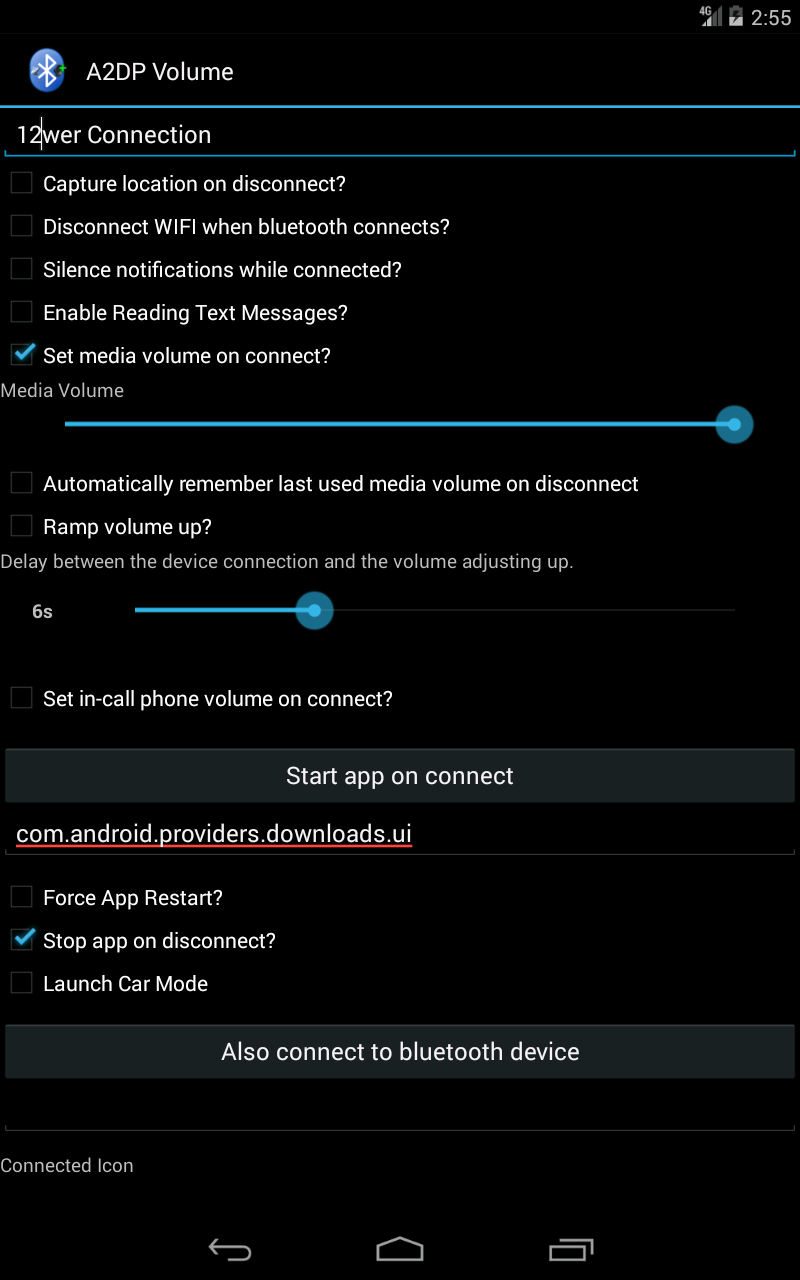 4G 2:55
A2DP Volume
12wer Connection
Capture location on disconnect?
Disconnect WIFI when bluetooth connects?
Silence notifications while connected?
Enable Reading Text Messages?
Set media volume on connect?
Media Volume
Automatically remember last used media volume on disconnect
Ramp volume up?
Delay between the device connection and the volume adjusting up.
6s
Set in-call phone volume on connect?
Start app on connect
com.android.providers.downloads.ui
Force App Restart?
Stop app on disconnect?
Launch Car Mode
Also connect to bluetooth device
Connected Icon